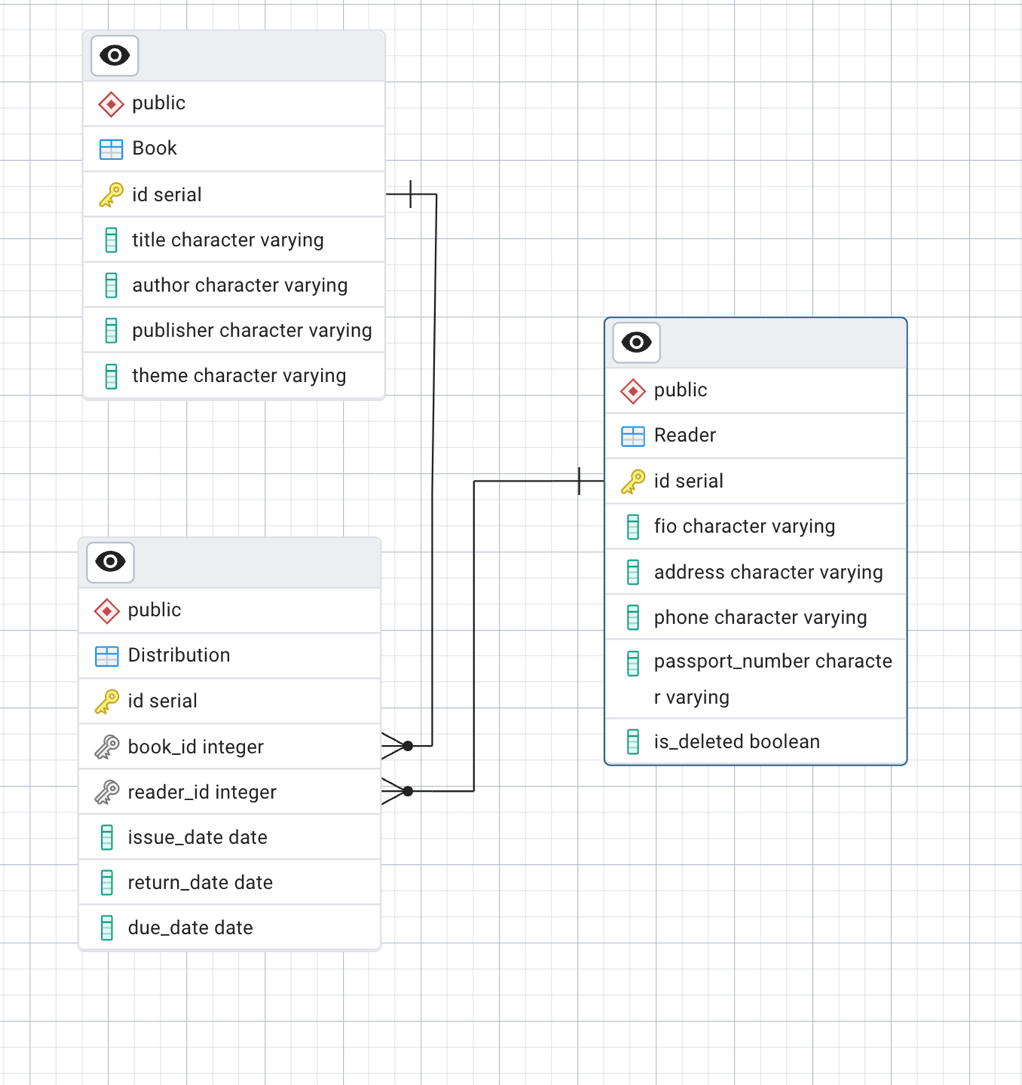 public
Book
id serial
title character varying
author character varying
publisher character varying
theme character varying
public
Reader
id serial
fio character varying
address character varying
phone character varying
passport_number characte
r varying
is_deleted boolean
public
Distribution
id serial
book_id integer
reader_id integer
issue_date date
return_date date
due_date date